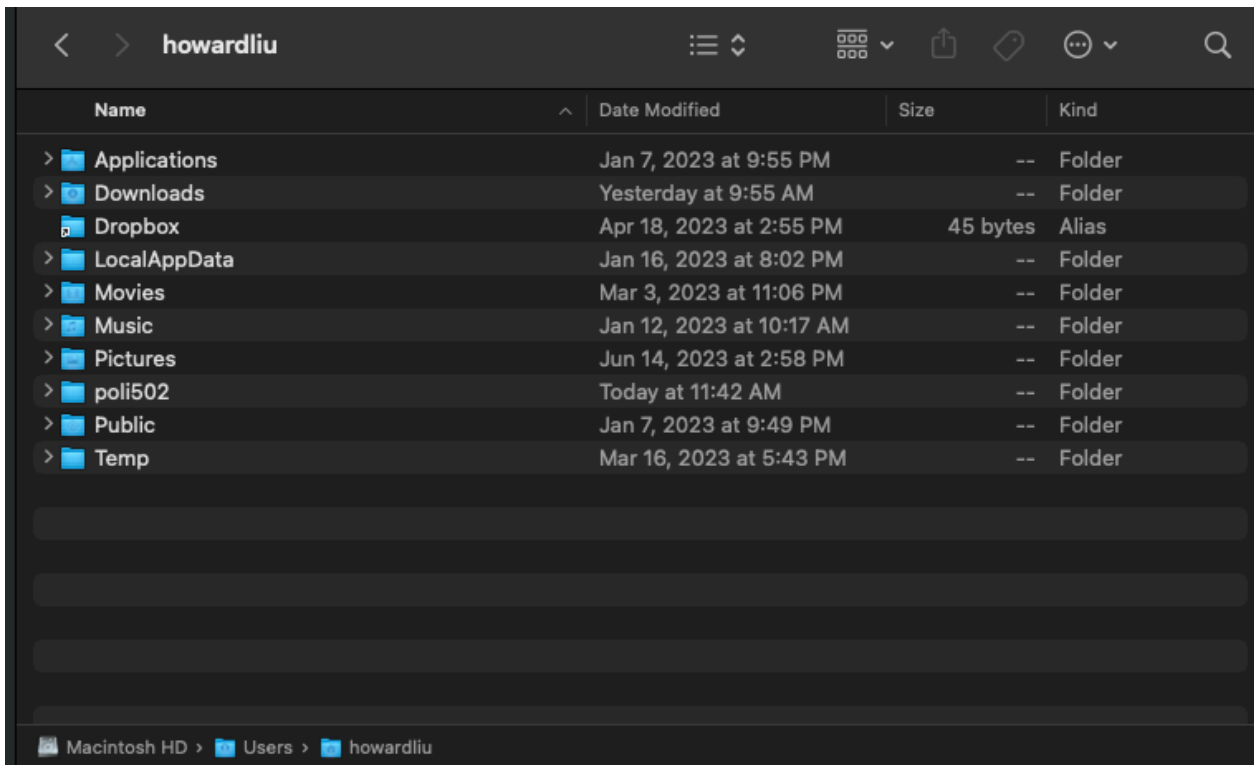 howardliu
Name Date Modified Size Kind
Applications Jan 7, 2023 at 9:55 PM -- Folder
Downloads Yesterday at 9:55 AM -- Folder
Dropbox Apr 18, 2023 at 2:55 PM 45 bytes Alias
LocalAppData Jan 16, 2023 at 8:02 PM -- Folder
Movies Mar 3, 2023 at 11:06 PM -- Folder
Music Jan 12, 2023 at 10:17 AM -- Folder
Pictures Jun 14, 2023 at 2:58 PM -- Folder
poli502 Today at 11:42 AM -- Folder
Public Jan 7, 2023 at 9:49 PM -- Folder
Temp Mar 16, 2023 at 5:43 PM -- Folder
Macintosh HD › Users › howardliu